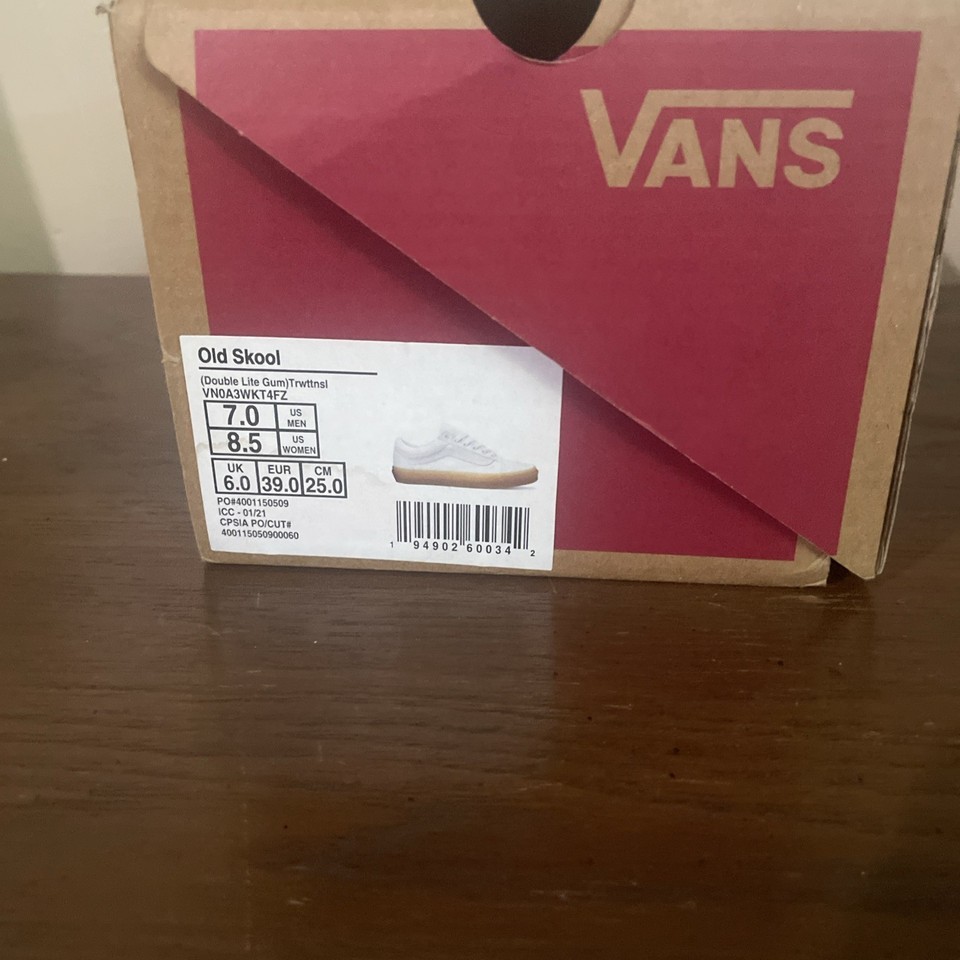 VANS
Old Skool
(Double Lite Gum)Trwttnsl
VN0A3WKT4FZ
7.0 US MEN
8.5 US WOMEN
UK EUR CM
6.0 39.0 25.0
PO#4001150509
ICC - 01/21
CPSIA PO/CUT#
400115050900060
1 94902 60034 2